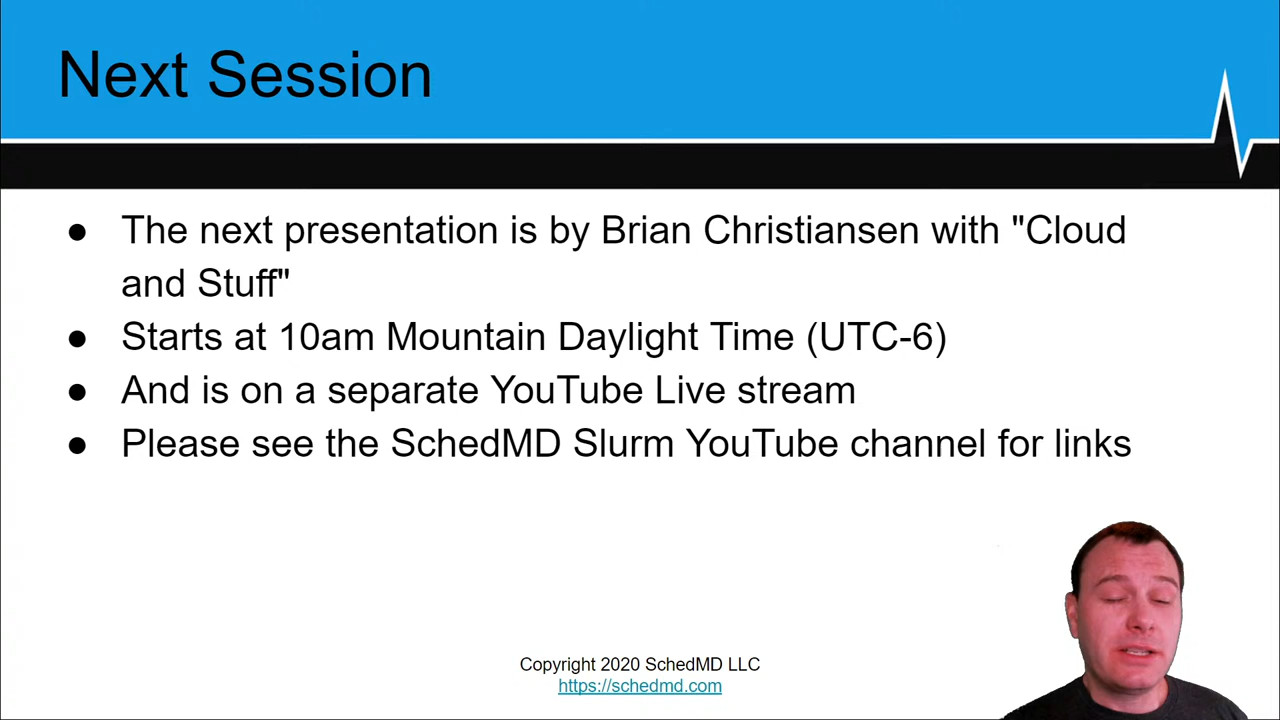 Next Session
● The next presentation is by Brian Christiansen with "Cloud
and Stuff"
● Starts at 10am Mountain Daylight Time (UTC-6)
● And is on a separate YouTube Live stream
● Please see the SchedMD Slurm YouTube channel for links
Copyright 2020 SchedMD LLC
https://schedmd.com